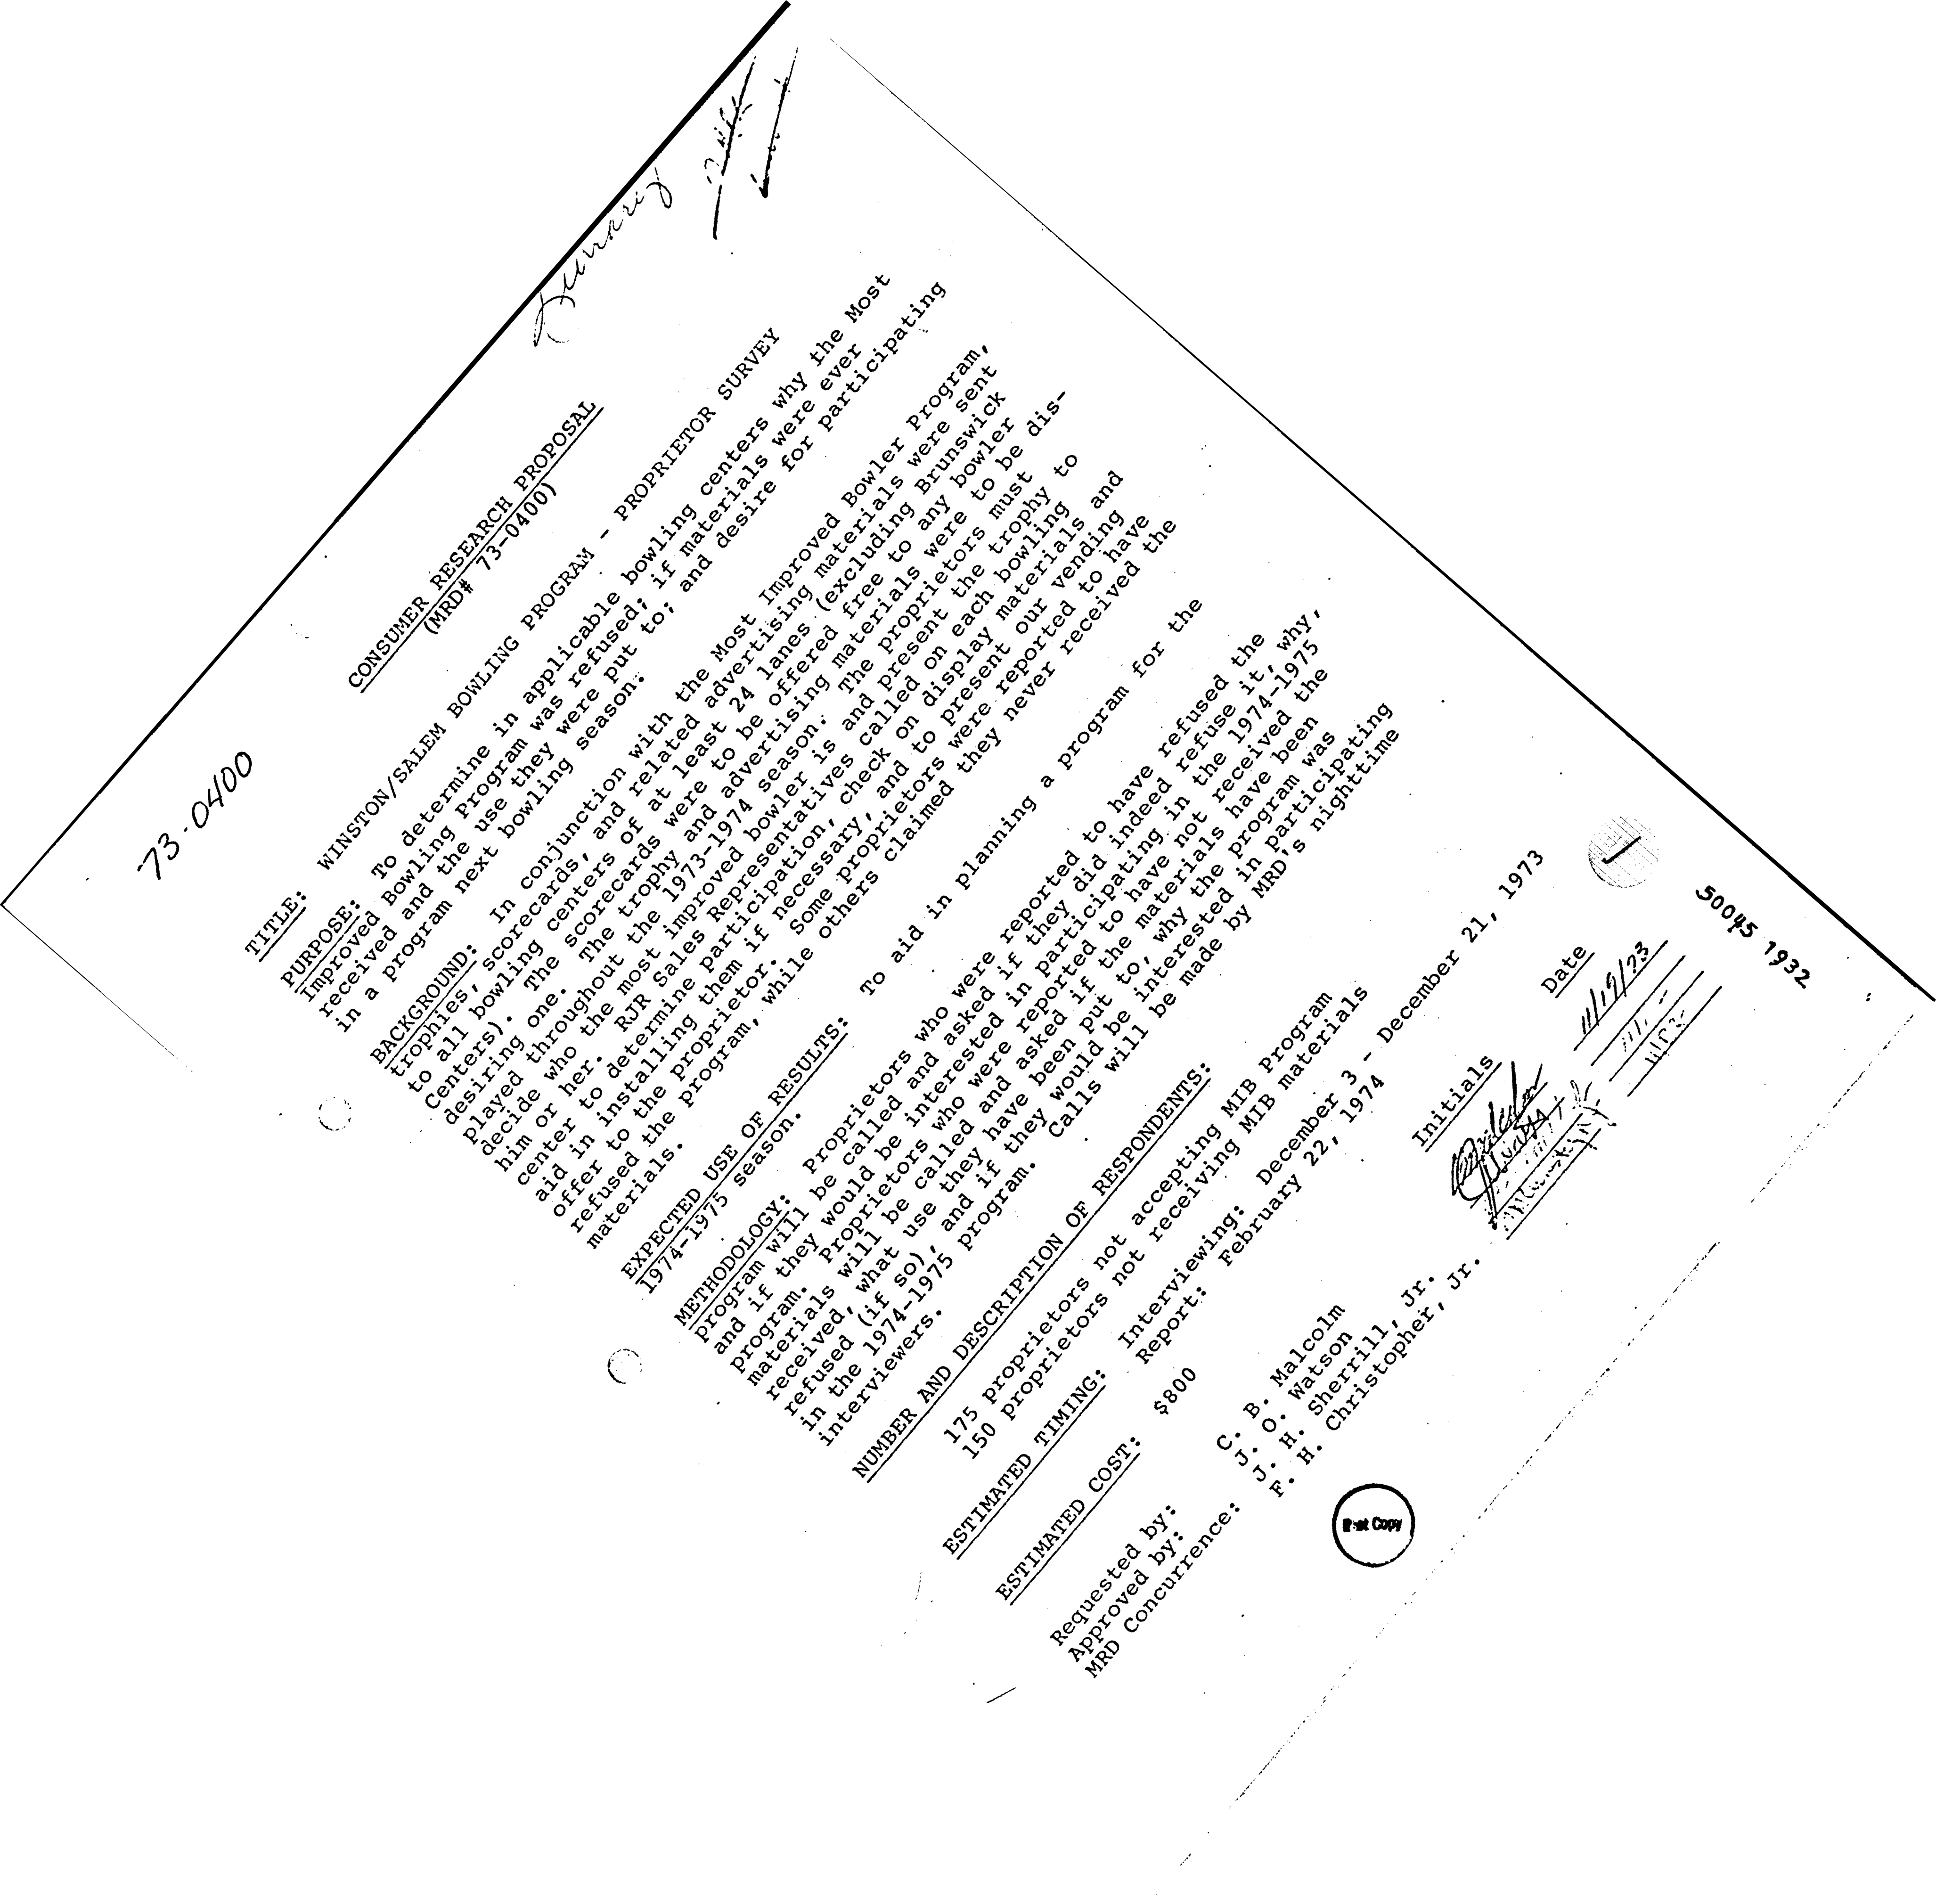 73-0400
CONSUMER RESEARCH PROPOSAL
(MRD# 73-0400)
TITLE: WINSTON/SALEM BOWLING PROGRAM - PROPRIETOR SURVEY
PURPOSE: To determine in applicable bowling centers why the Most
Improved Bowling Program was refused; if materials were ever
received and the use they were put to; and desire for participating
in a program next bowling season.
BACKGROUND: In conjunction with the Most Improved Bowler Program,
trophies, scorecards, and related advertising materials were sent
to all bowling centers of at least 24 lanes (excluding Brunswick
Centers). The scorecards were to be offered free to any bowler
desiring one. The trophy and advertising materials were to be dis-
played throughout the 1973-1974 season. The proprietors must
decide who the most improved bowler is and present the trophy to
him or her. RJR Sales Representatives called on each bowling
center to determine participation, check on display materials and
aid in installing them if necessary, and to present our vending
offer to the proprietor. Some proprietors were reported to have
refused the program, while others claimed they never received the
materials.
EXPECTED USE OF RESULTS: To aid in planning a program for the
1974-1975 season.
METHODOLOGY: Proprietors who were reported to have refused the
program will be called and asked if they did indeed refuse it, why,
and if they would be interested in participating in the 1974-1975
program. Proprietors who were reported to have not received the
materials will be called and asked if the materials have been
received, what use they have been put to, why the program was
refused (if so), and if they would be interested in participating
in the 1974-1975 program. Calls will be made by MRD's nighttime
interviewers.
NUMBER AND DESCRIPTION OF RESPONDENTS:
175 proprietors not accepting MIB Program
150 proprietors not receiving MIB materials
ESTIMATED TIMING: Interviewing: December 3 - December 21, 1973
Report: February 22, 1974
ESTIMATED COST: $800
Initials Date
Requested by: C. B. Malcolm 11/19/73
Approved by: J. O. Watson
MRD Concurrence: J. H. Sherrill, Jr.
F. H. Christopher, Jr.
Copy
50045 1932